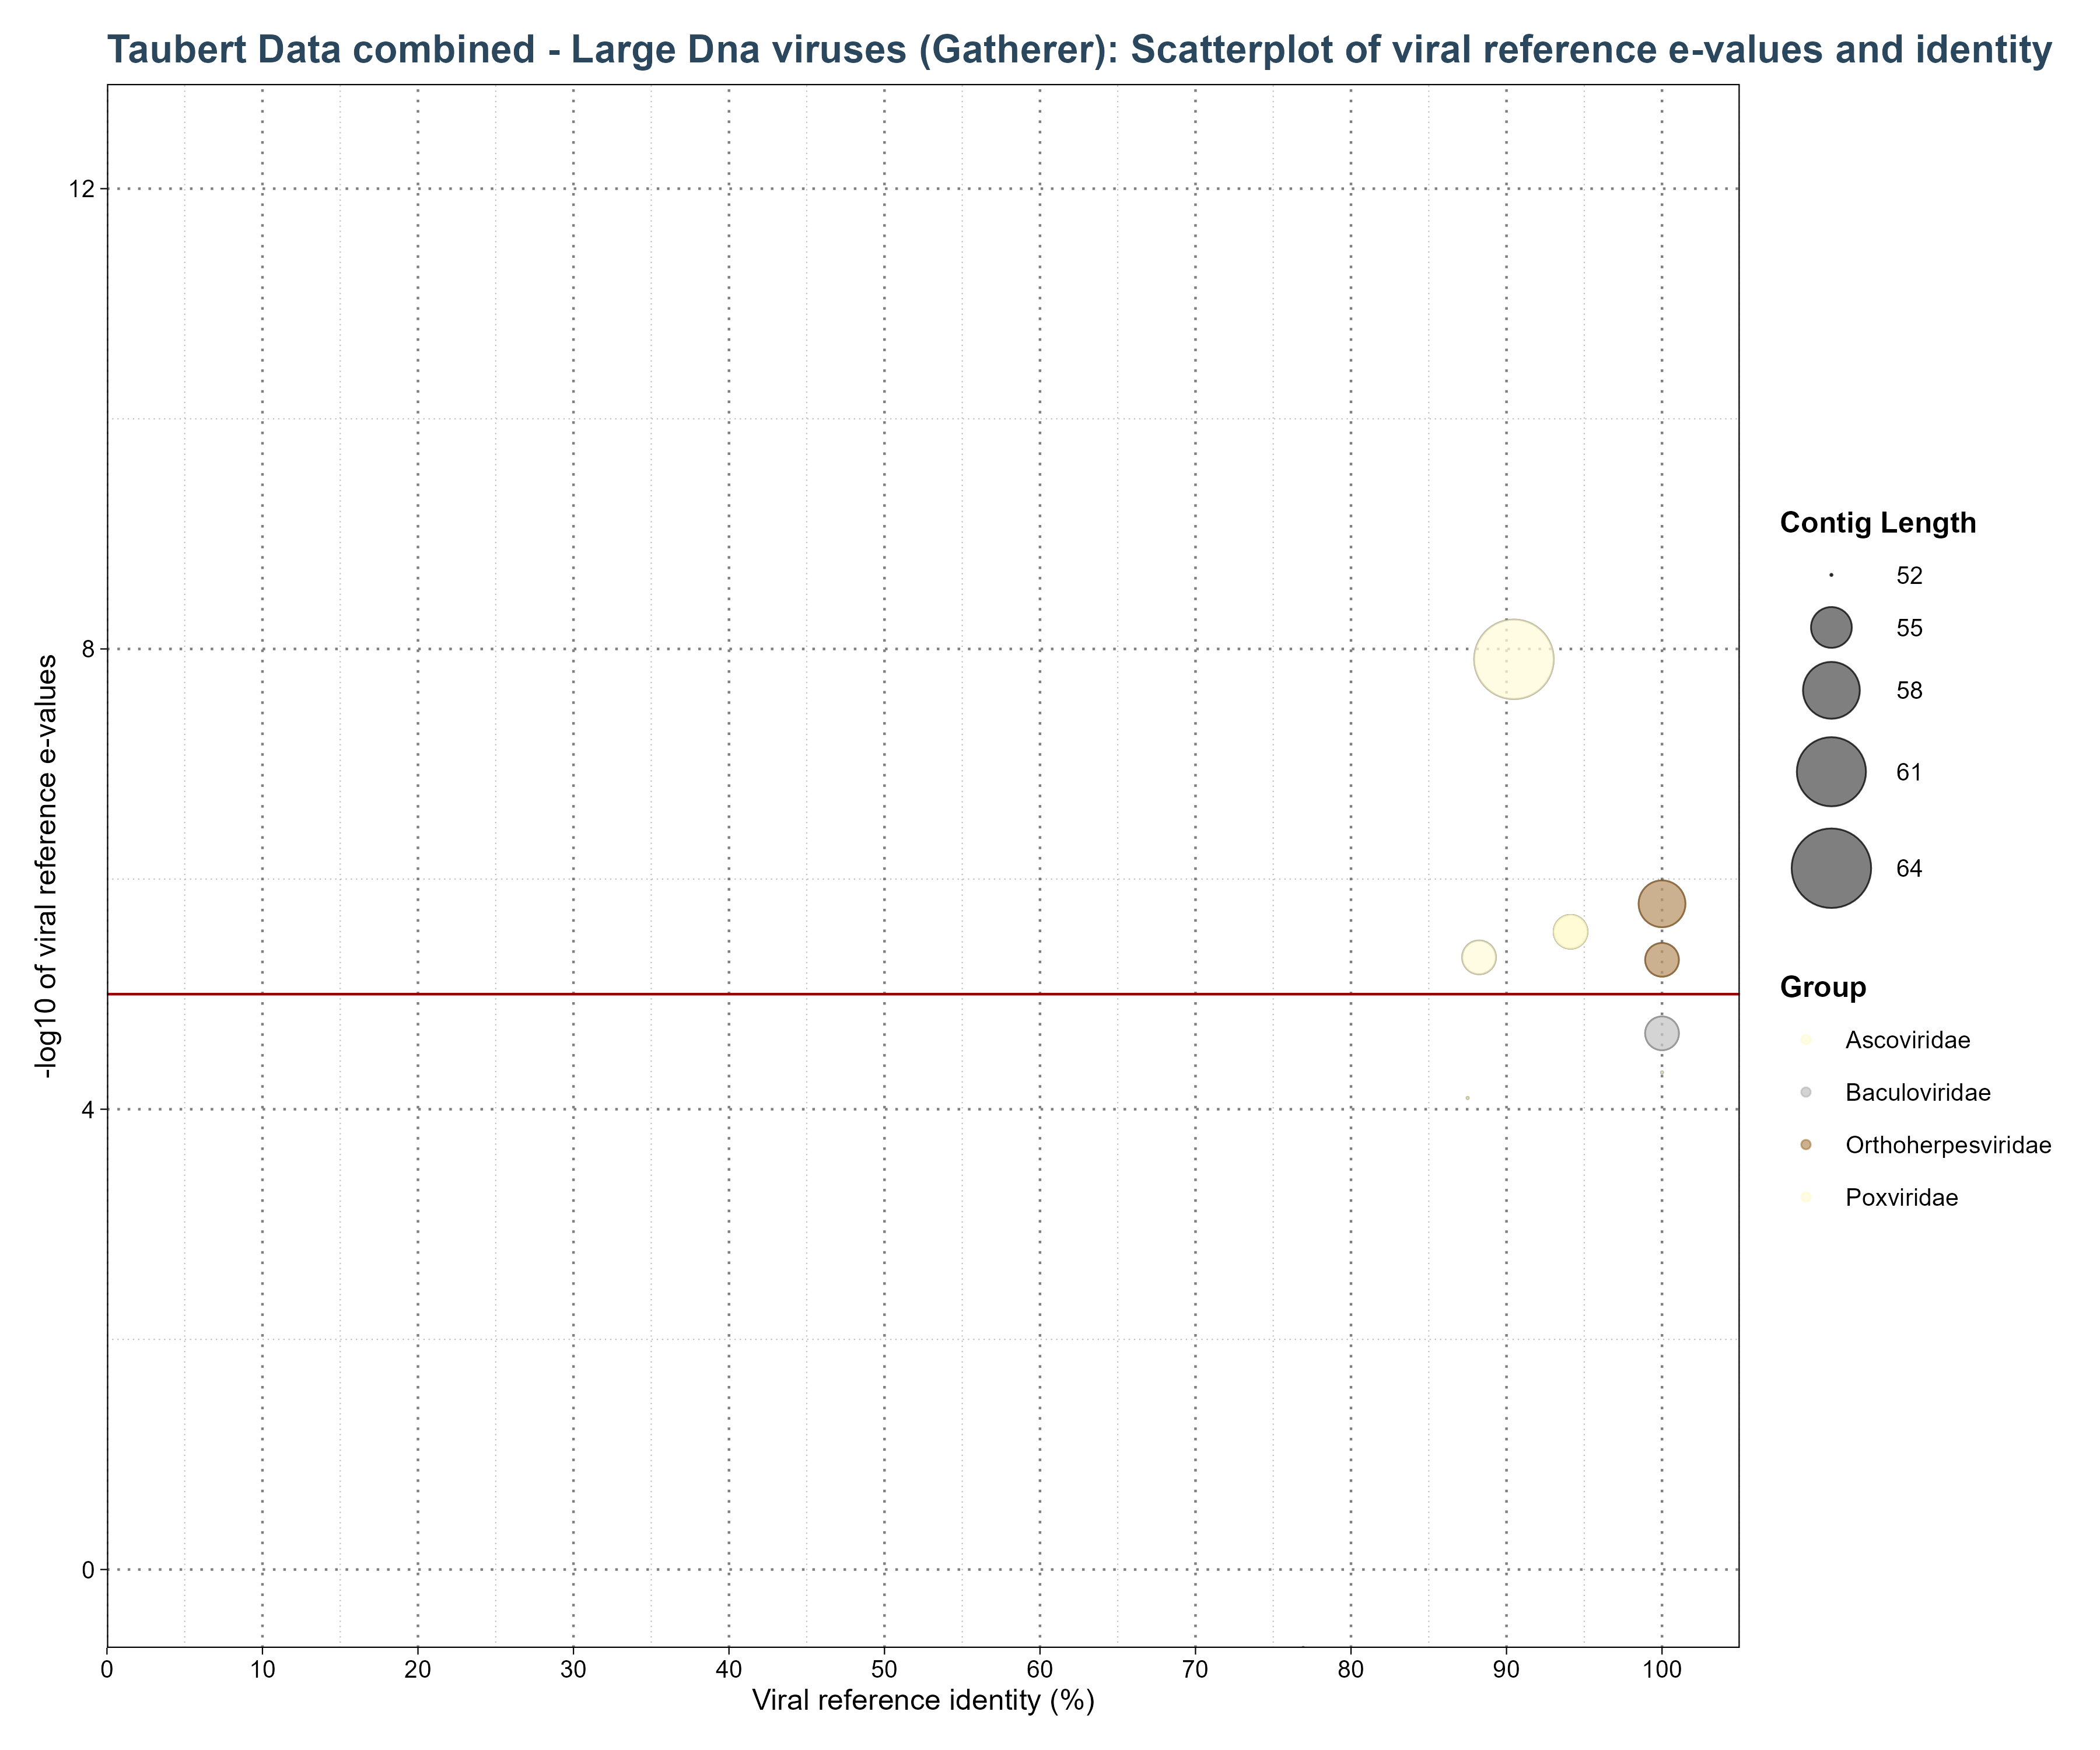 Taubert Data combined - Large Dna viruses (Gatherer): Scatterplot of viral reference e-values and identity
-log10 of viral reference e-values
12
8
4
0
0 10 20 30 40 50 60 70 80 90 100
Viral reference identity (%)
Contig Length
52
55
58
61
64
Group
Ascoviridae
Baculoviridae
Orthoherpesviridae
Poxviridae